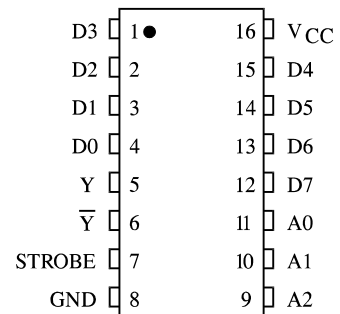 D3 1 16 VCC
D2 2 15 D4
D1 3 14 D5
D0 4 13 D6
Y 5 12 D7
Y̅ 6 11 A0
STROBE 7 10 A1
GND 8 9 A2